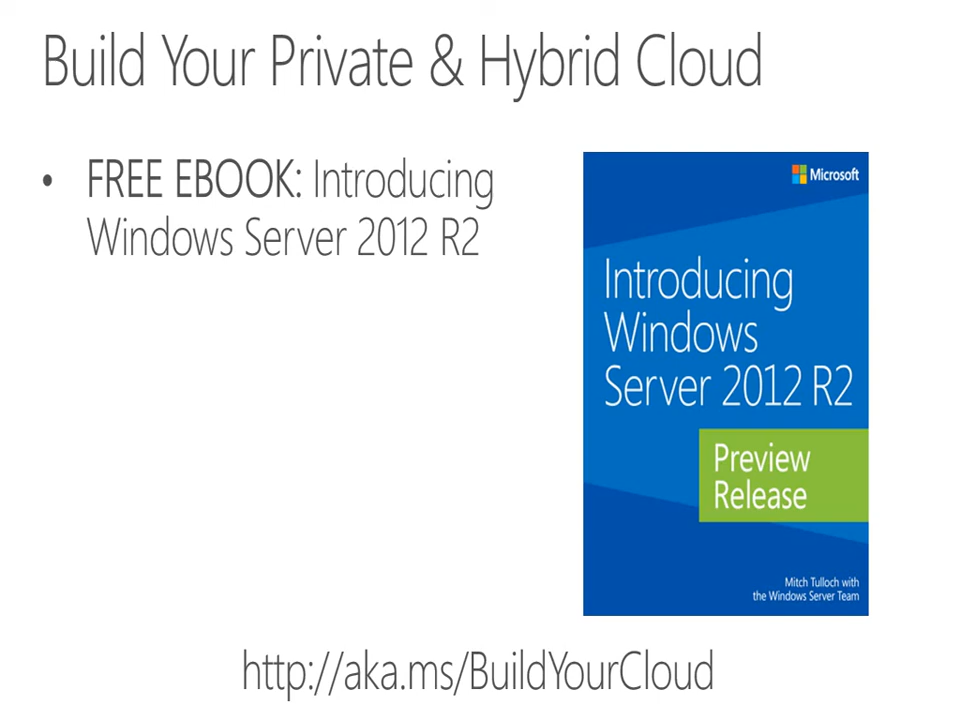 Build Your Private & Hybrid Cloud
• FREE EBOOK: Introducing
Windows Server 2012 R2
Microsoft
Introducing
Windows
Server 2012 R2
Preview
Release
Mitch Tulloch with
the Windows Server Team
http://aka.ms/BuildYourCloud